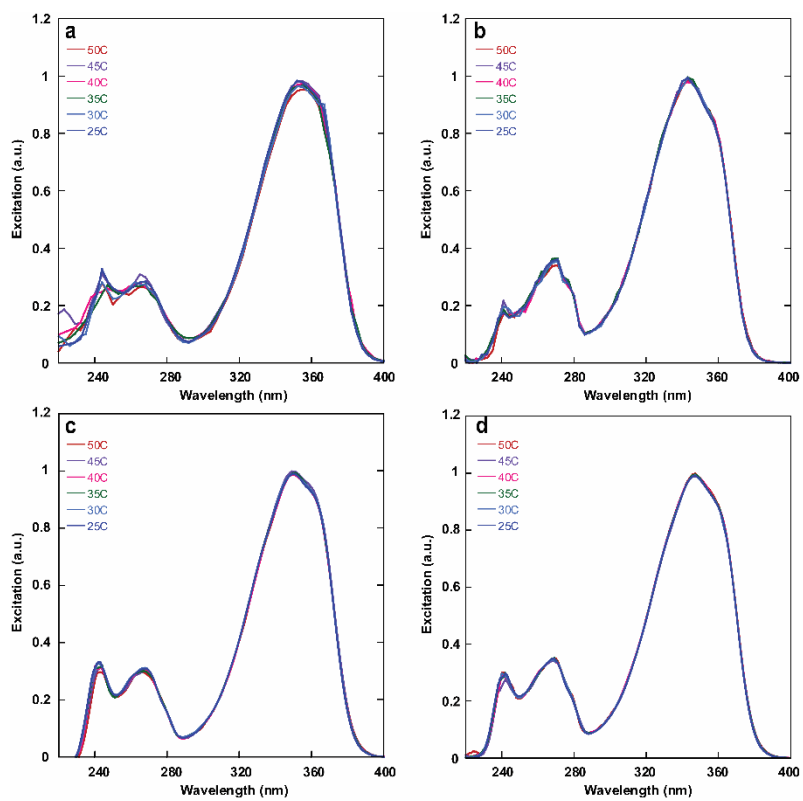 a
1.2
1
0.8
0.6
0.4
0.2
0
Excitation (a.u.)
50C
45C
40C
35C
30C
25C
240 280 320 360 400
Wavelength (nm)
b
1.2
1
0.8
0.6
0.4
0.2
0
Excitation (a.u.)
50C
45C
40C
35C
30C
25C
240 280 320 360 400
Wavelength (nm)
c
1.2
1
0.8
0.6
0.4
0.2
0
Excitation (a.u.)
50C
45C
40C
35C
30C
25C
240 280 320 360 400
Wavelength (nm)
d
1.2
1
0.8
0.6
0.4
0.2
0
Excitation (a.u.)
50C
45C
40C
35C
30C
25C
240 280 320 360 400
Wavelength (nm)